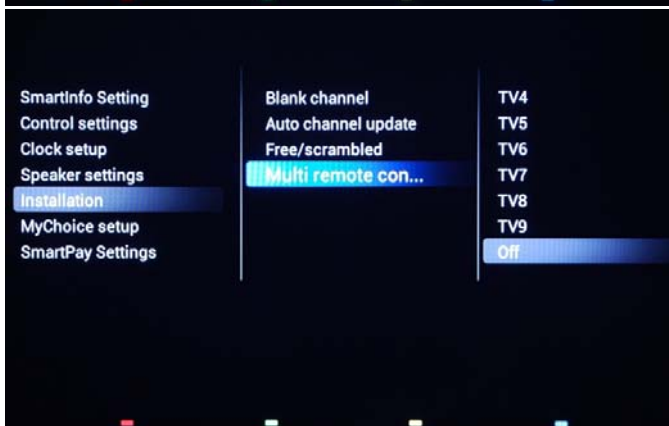 SmartInfo Setting
Control settings
Clock setup
Speaker settings
Installation
MyChoice setup
SmartPay Settings
Blank channel
Auto channel update
Free/scrambled
Multi remote con...
TV4
TV5
TV6
TV7
TV8
TV9
Off